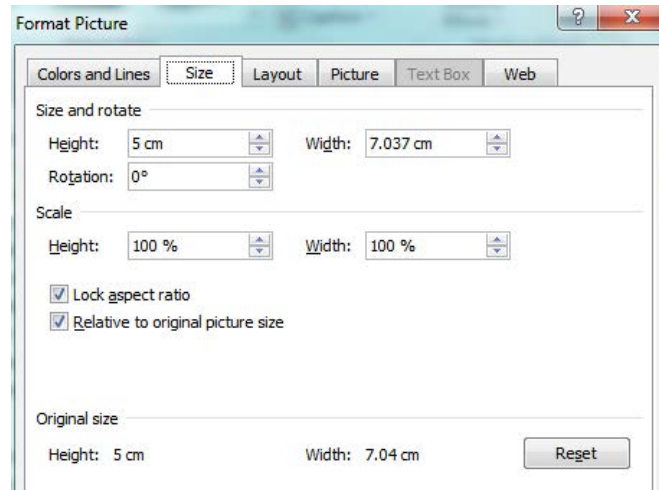 Format Picture
Colors and Lines Size Layout Picture Text Box Web
Size and rotate
Height: 5 cm Width: 7.037 cm
Rotation: 0°
Scale
Height: 100 % Width: 100 %
Lock aspect ratio
Relative to original picture size
Original size
Height: 5 cm Width: 7.04 cm Reset